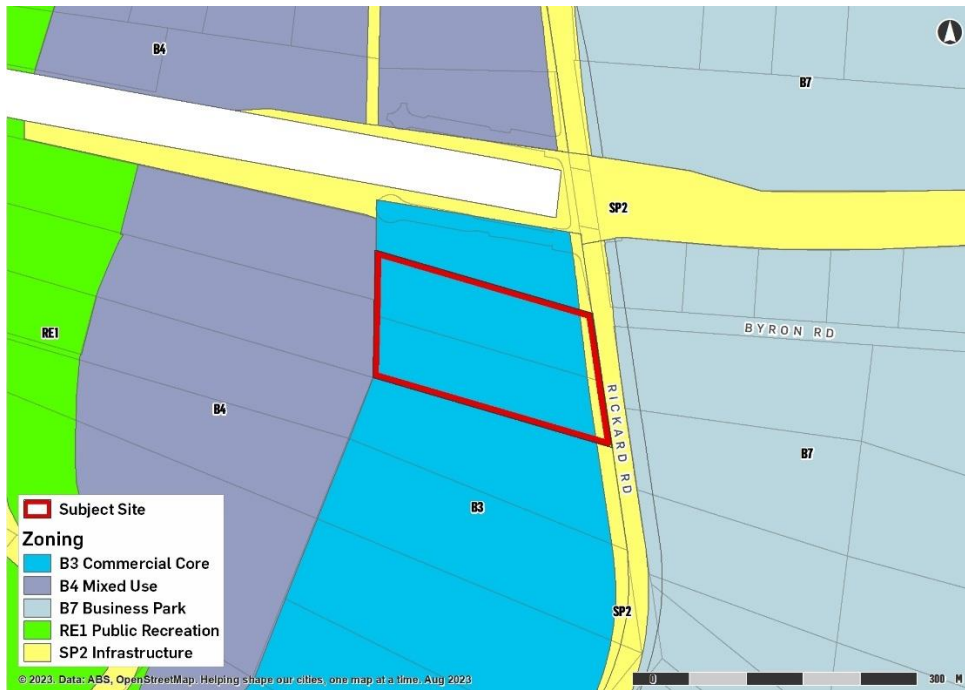 B4
B7
SP2
BYRON RD
RE1
B4
RICKARD RD
B7
B3
SP2
Subject Site
Zoning
B3 Commercial Core
B4 Mixed Use
B7 Business Park
RE1 Public Recreation
SP2 Infrastructure
© 2023. Data: ABS, OpenStreetMap. Helping shape our cities, one map at a time. Aug 2023
0 300 M